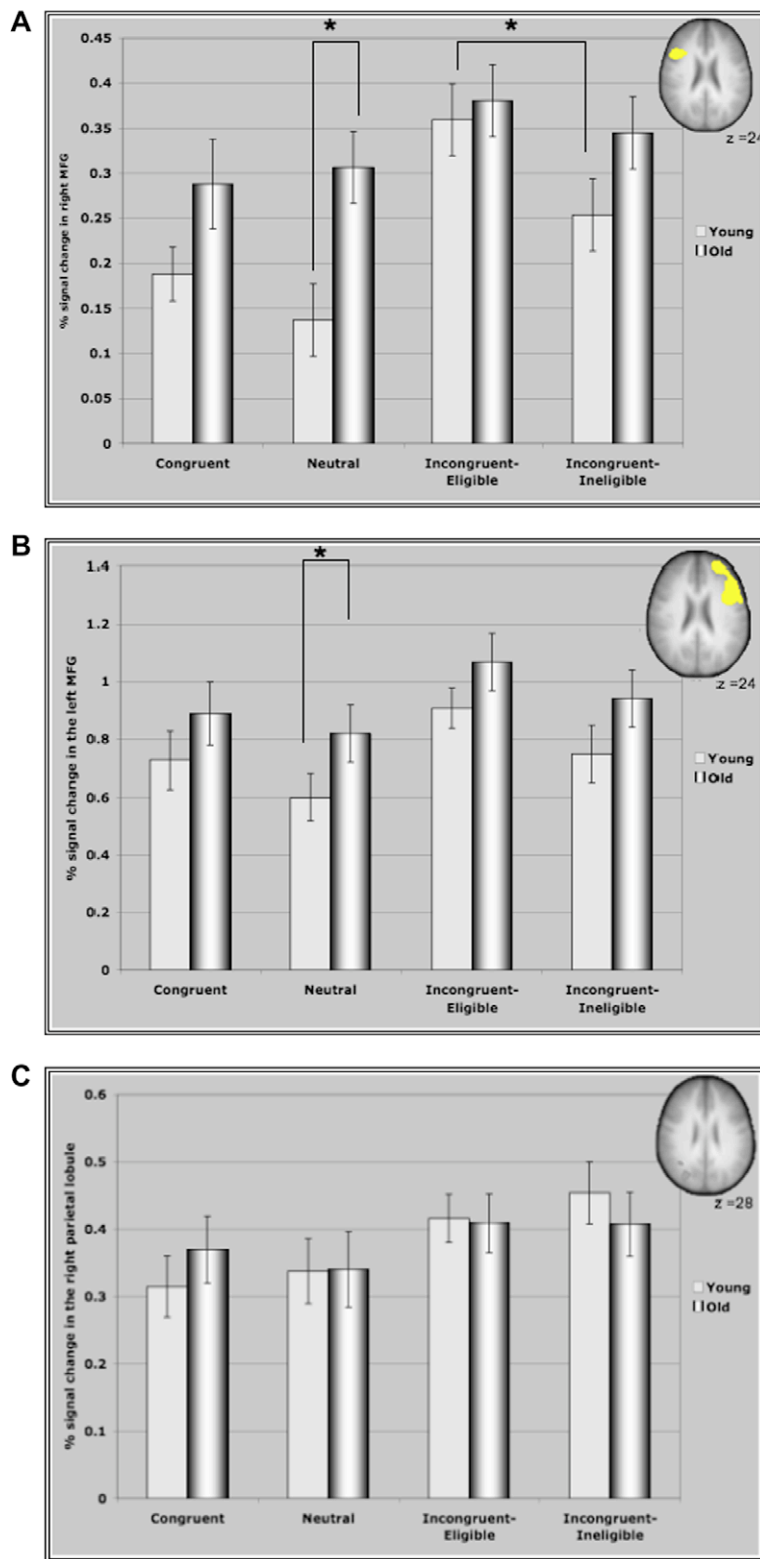 A
*
*
0.45
0.4
0.35
0.3
0.25
0.2
0.15
0.1
0.05
0
% signal change in right MFG
z =24
Young
Old
Congruent
Neutral
Incongruent-
Eligible
Incongruent-
Ineligible
B
*
1.4
1.2
1
0.8
0.6
0.4
0.2
0
% signal change in the left MFG
z =24
Young
Old
Congruent
Neutral
Incongruent-
Eligible
Incongruent-
Ineligible
C
0.6
0.5
0.4
0.3
0.2
0.1
0
% signal change in the right parietal lobule
z =28
Young
Old
Congruent
Neutral
Incongruent-
Eligible
Incongruent-
Ineligible